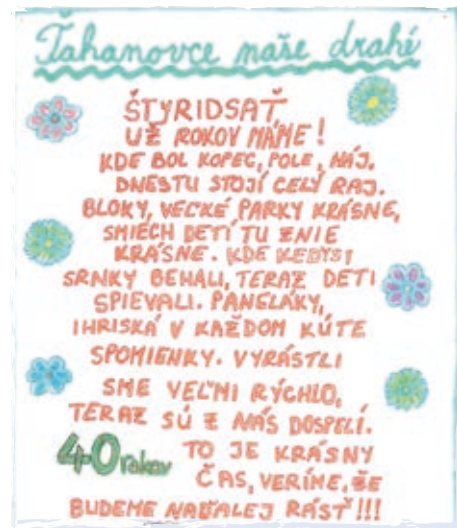 Ťahanovce naše drahé
ŠTYRIDSAŤ
UŽ ROKOV MÁME!
KDE BOL KOPEC, POLE, HÁJ,
DNES TU STOJÍ CELÝ RAJ.
BLOKY, VEĽKÉ PARKY KRÁSNE,
SMIECH DETÍ TU ZNIE
KRÁSNE. KDE KEDYSI
SRNKY BEHALI, TERAZ DETI
SPIEVALI. PANELÁKY,
IHRISKÁ V KAŽDOM KÚTE
SPOMIENKY. VYRÁSTLI
SME VEĽMI RÝCHLO,
TERAZ SÚ Z NÁS DOSPELÍ.
40 rokov TO JE KRÁSNY
ČAS, VERÍME, ŽE
BUDEME NAĎALEJ RÁSŤ!!!